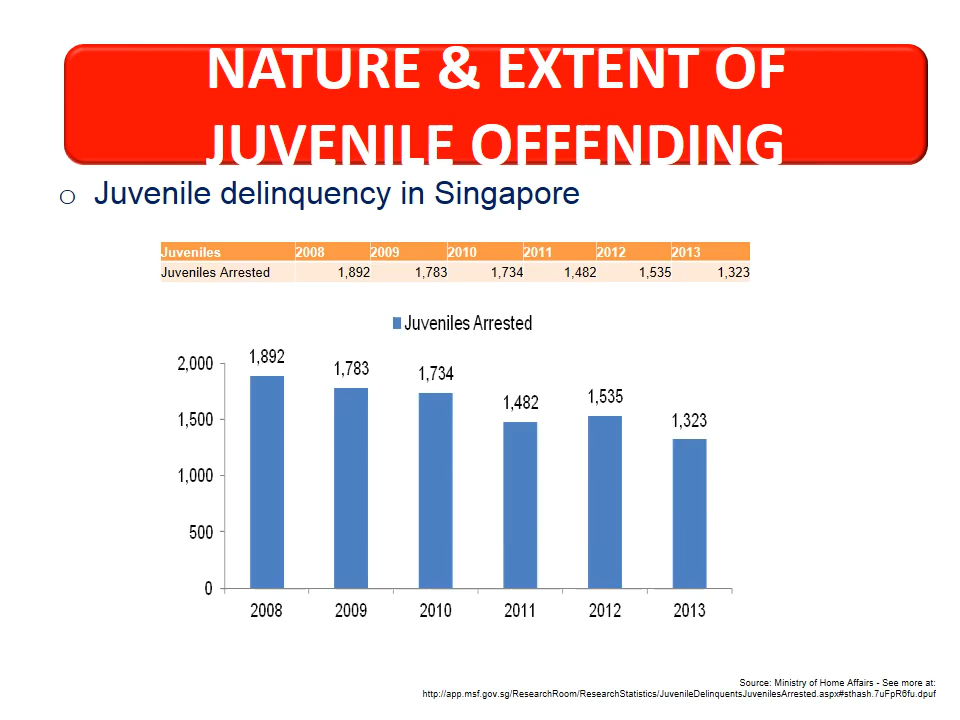 NATURE & EXTENT OF
JUVENILE OFFENDING
o Juvenile delinquency in Singapore
Juveniles 2008 2009 2010 2011 2012 2013
Juveniles Arrested 1,892 1,783 1,734 1,482 1,535 1,323
Juveniles Arrested
2,000
1,500
1,000
500
0
1,892 1,783 1,734 1,482 1,535 1,323
2008 2009 2010 2011 2012 2013
Source: Ministry of Home Affairs - See more at:
http://app.msf.gov.sg/ResearchRoom/ResearchStatistics/JuvenileDelinquentsJuvenilesArrested.aspx#sthash.7uFpR6fu.dpuf